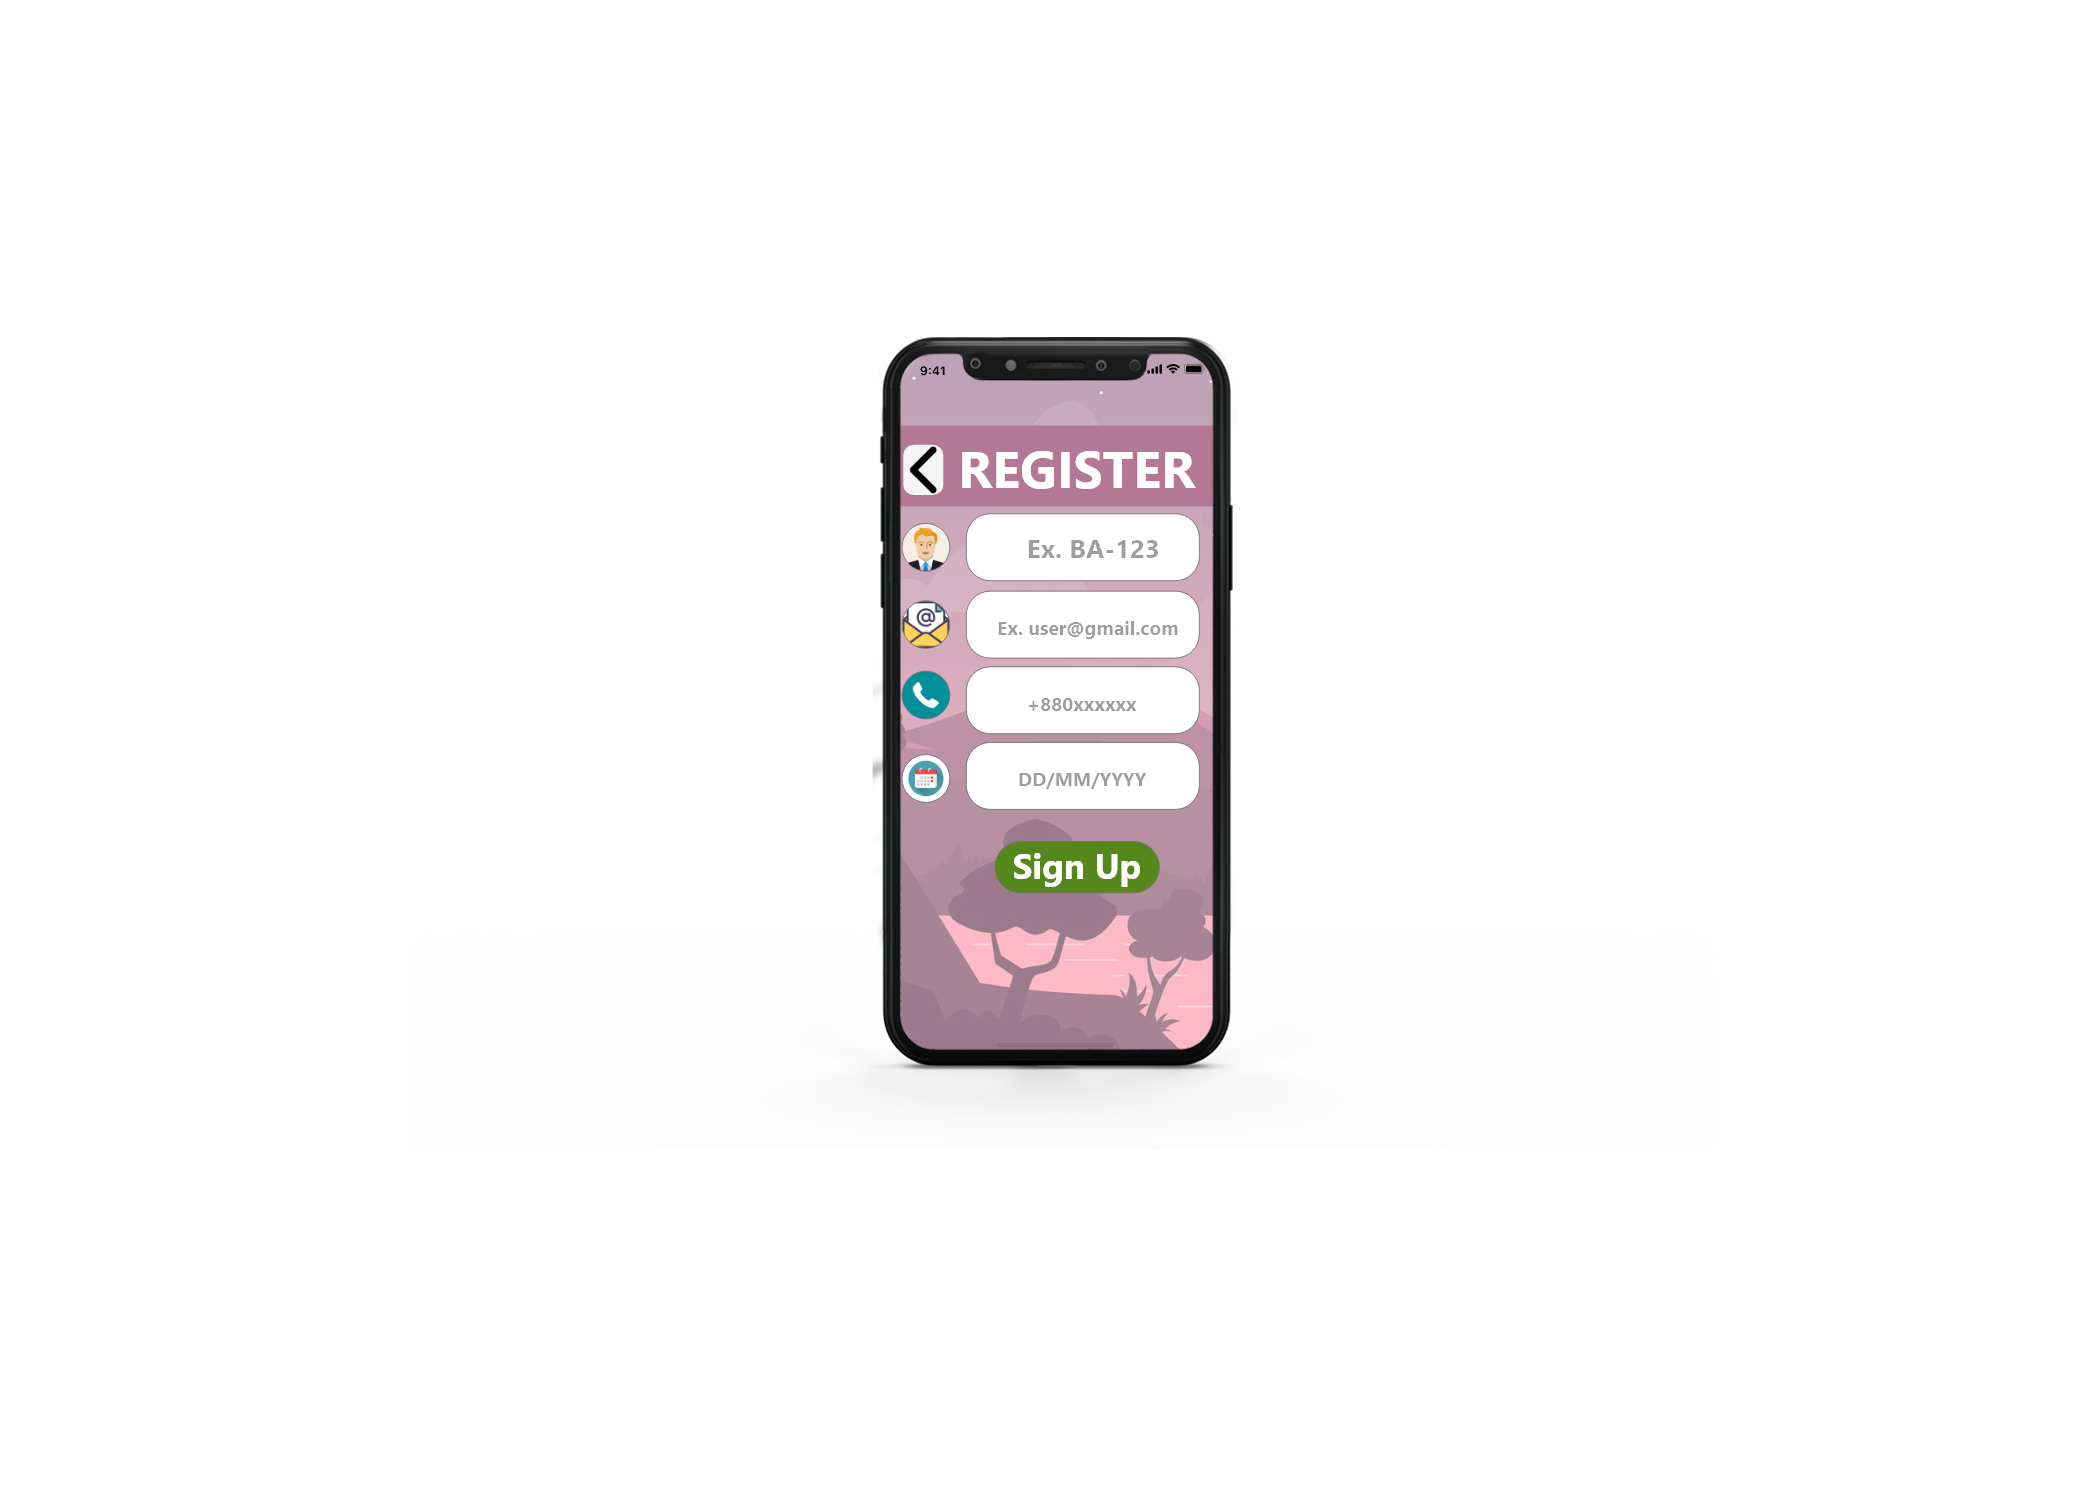 9:41
REGISTER
Ex. BA-123
@
Ex. user@gmail.com
+880xxxxxx
DD/MM/YYYY
Sign Up